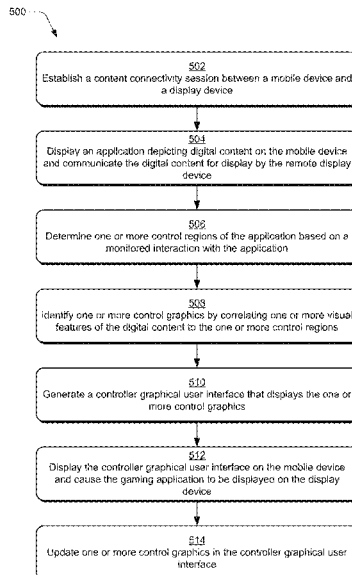 500
502
Establish a content connectivity session between a mobile device and
a display device
504
Display an application depicting digital content on the mobile device
and communicate the digital content for display by the remote display
device
506
Determine one or more control regions of the application based on a
monitored interaction with the application
508
Identify one or more control graphics by correlating one or more visual
features of the digital content to the one or more control regions
510
Generate a controller graphical user interface that displays the one or
more control graphics
512
Display the controller graphical user interface on the mobile device
and cause the gaming application to be displayed on the display
device
514
Update one or more control graphics in the controller graphical user
interface